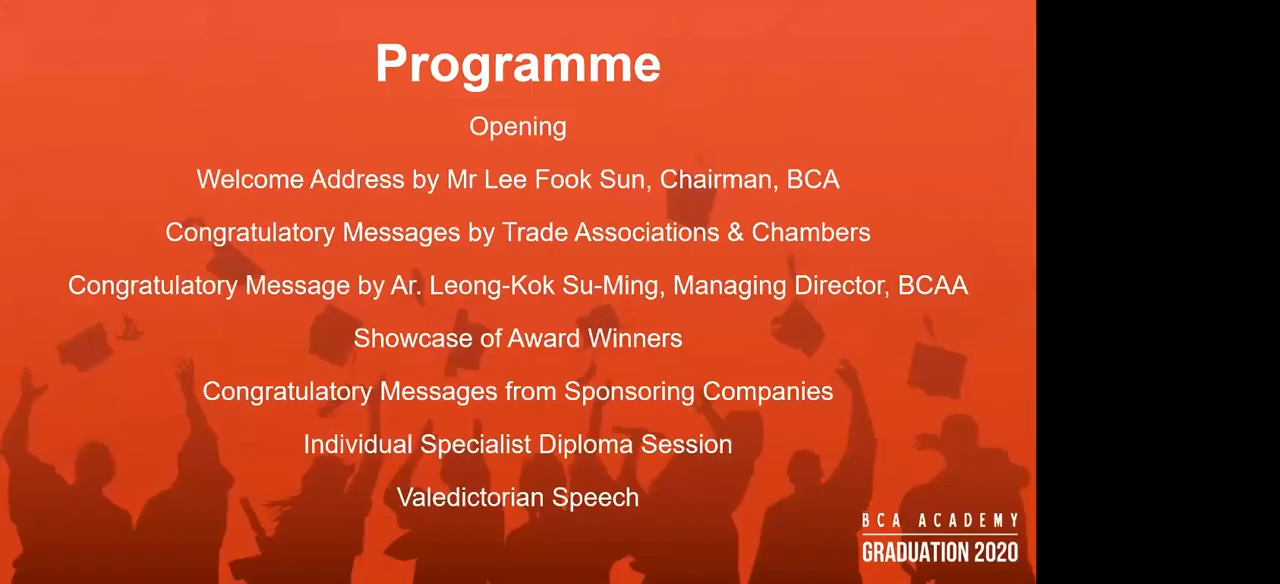 Programme
Opening
Welcome Address by Mr Lee Fook Sun, Chairman, BCA
Congratulatory Messages by Trade Associations & Chambers
Congratulatory Message by Ar. Leong-Kok Su-Ming, Managing Director, BCAA
Showcase of Award Winners
Congratulatory Messages from Sponsoring Companies
Individual Specialist Diploma Session
Valedictorian Speech
BCA ACADEMY
GRADUATION 2020